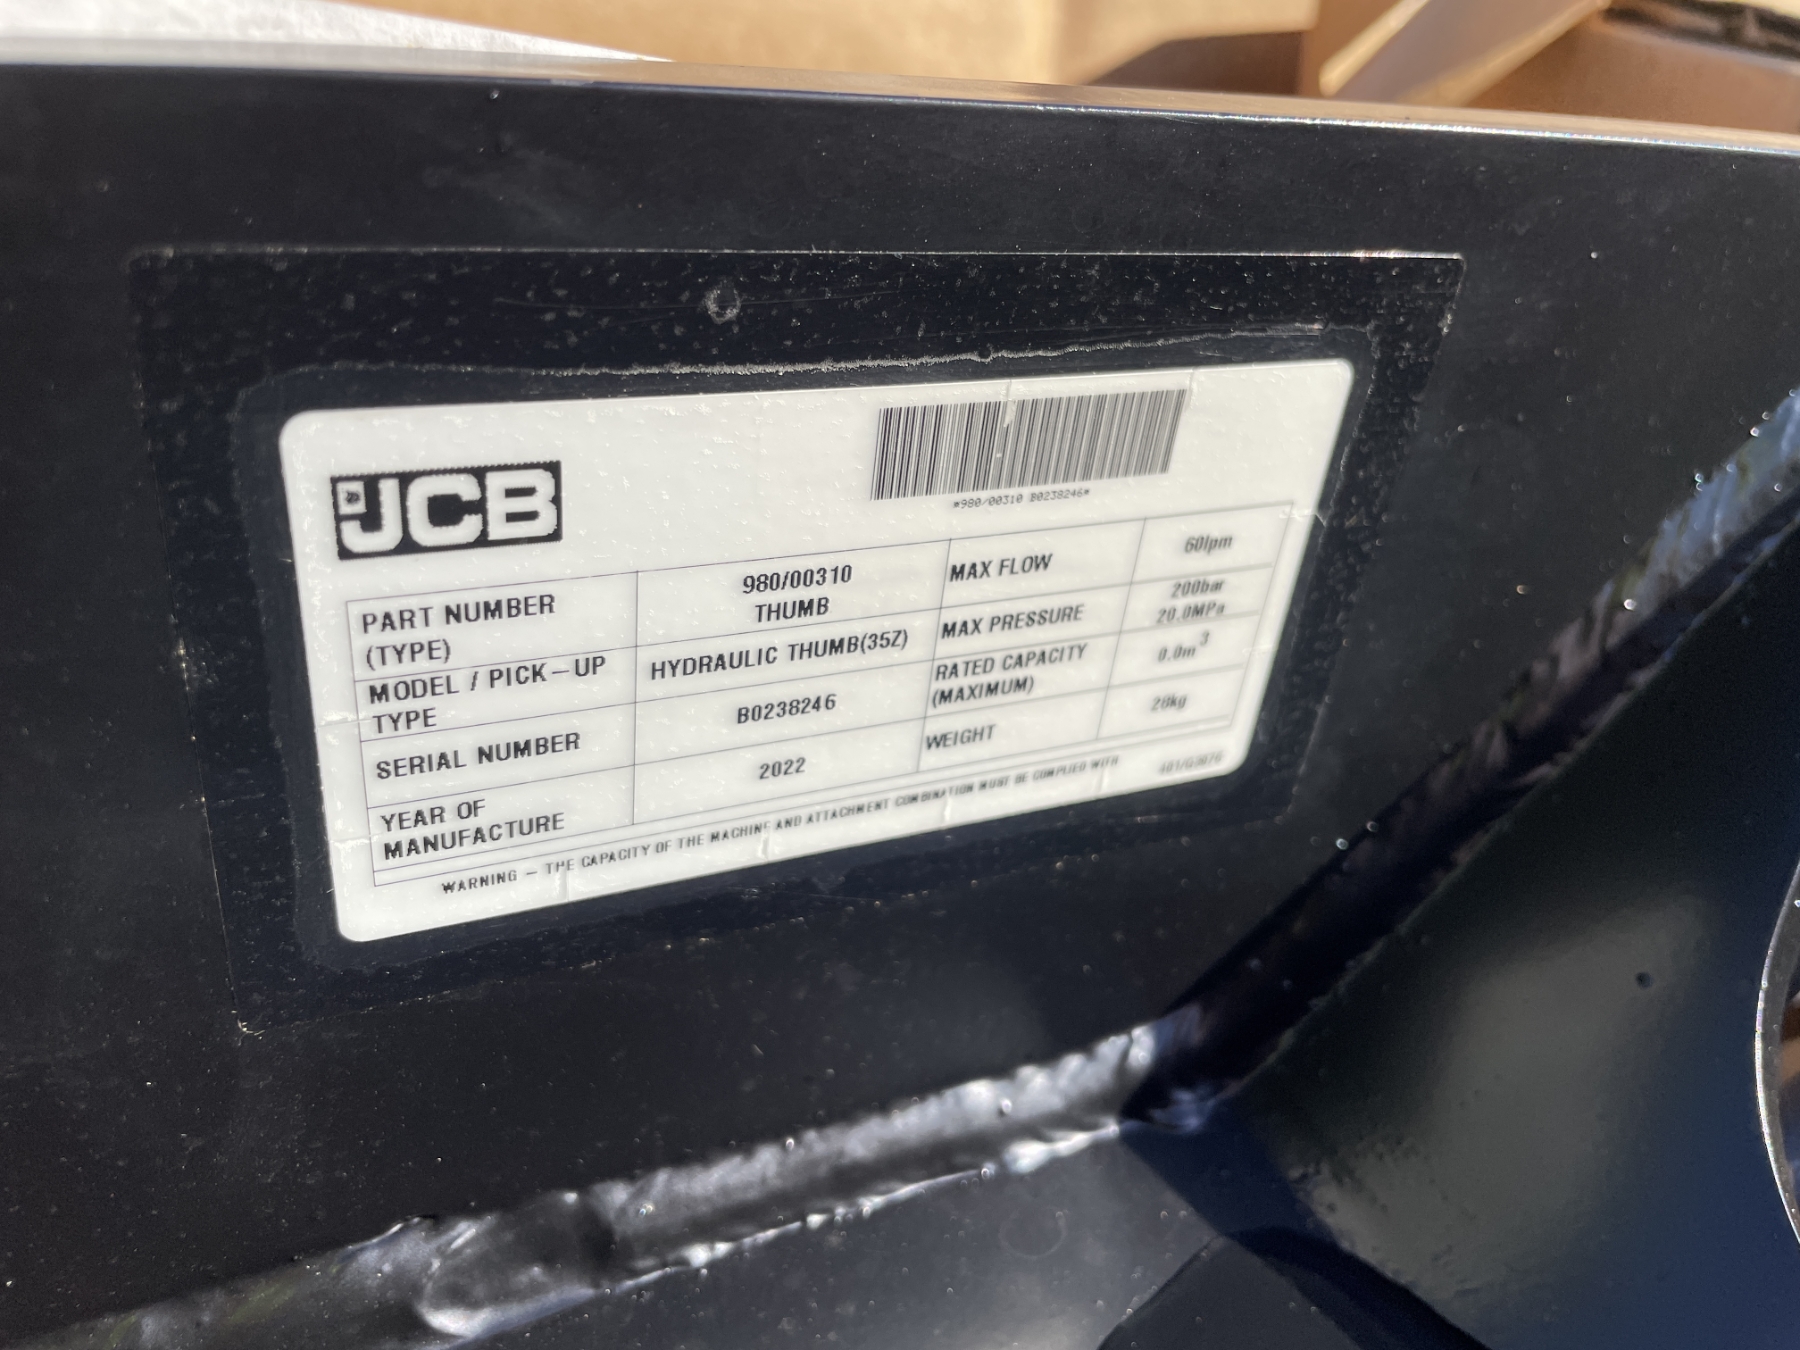 JCB
*980/00310 B0238246*
PART NUMBER
(TYPE)
980/00310
THUMB
MAX FLOW
60lpm
MODEL / PICK-UP
TYPE
HYDRAULIC THUMB(35Z)
MAX PRESSURE
200bar
20.0MPa
SERIAL NUMBER
B0238246
RATED CAPACITY
(MAXIMUM)
0.0m³
YEAR OF
MANUFACTURE
2022
WEIGHT
WARNING - THE CAPACITY OF THE MACHINE AND ATTACHMENT COMBINATION MUST BE COMPLIED WITH